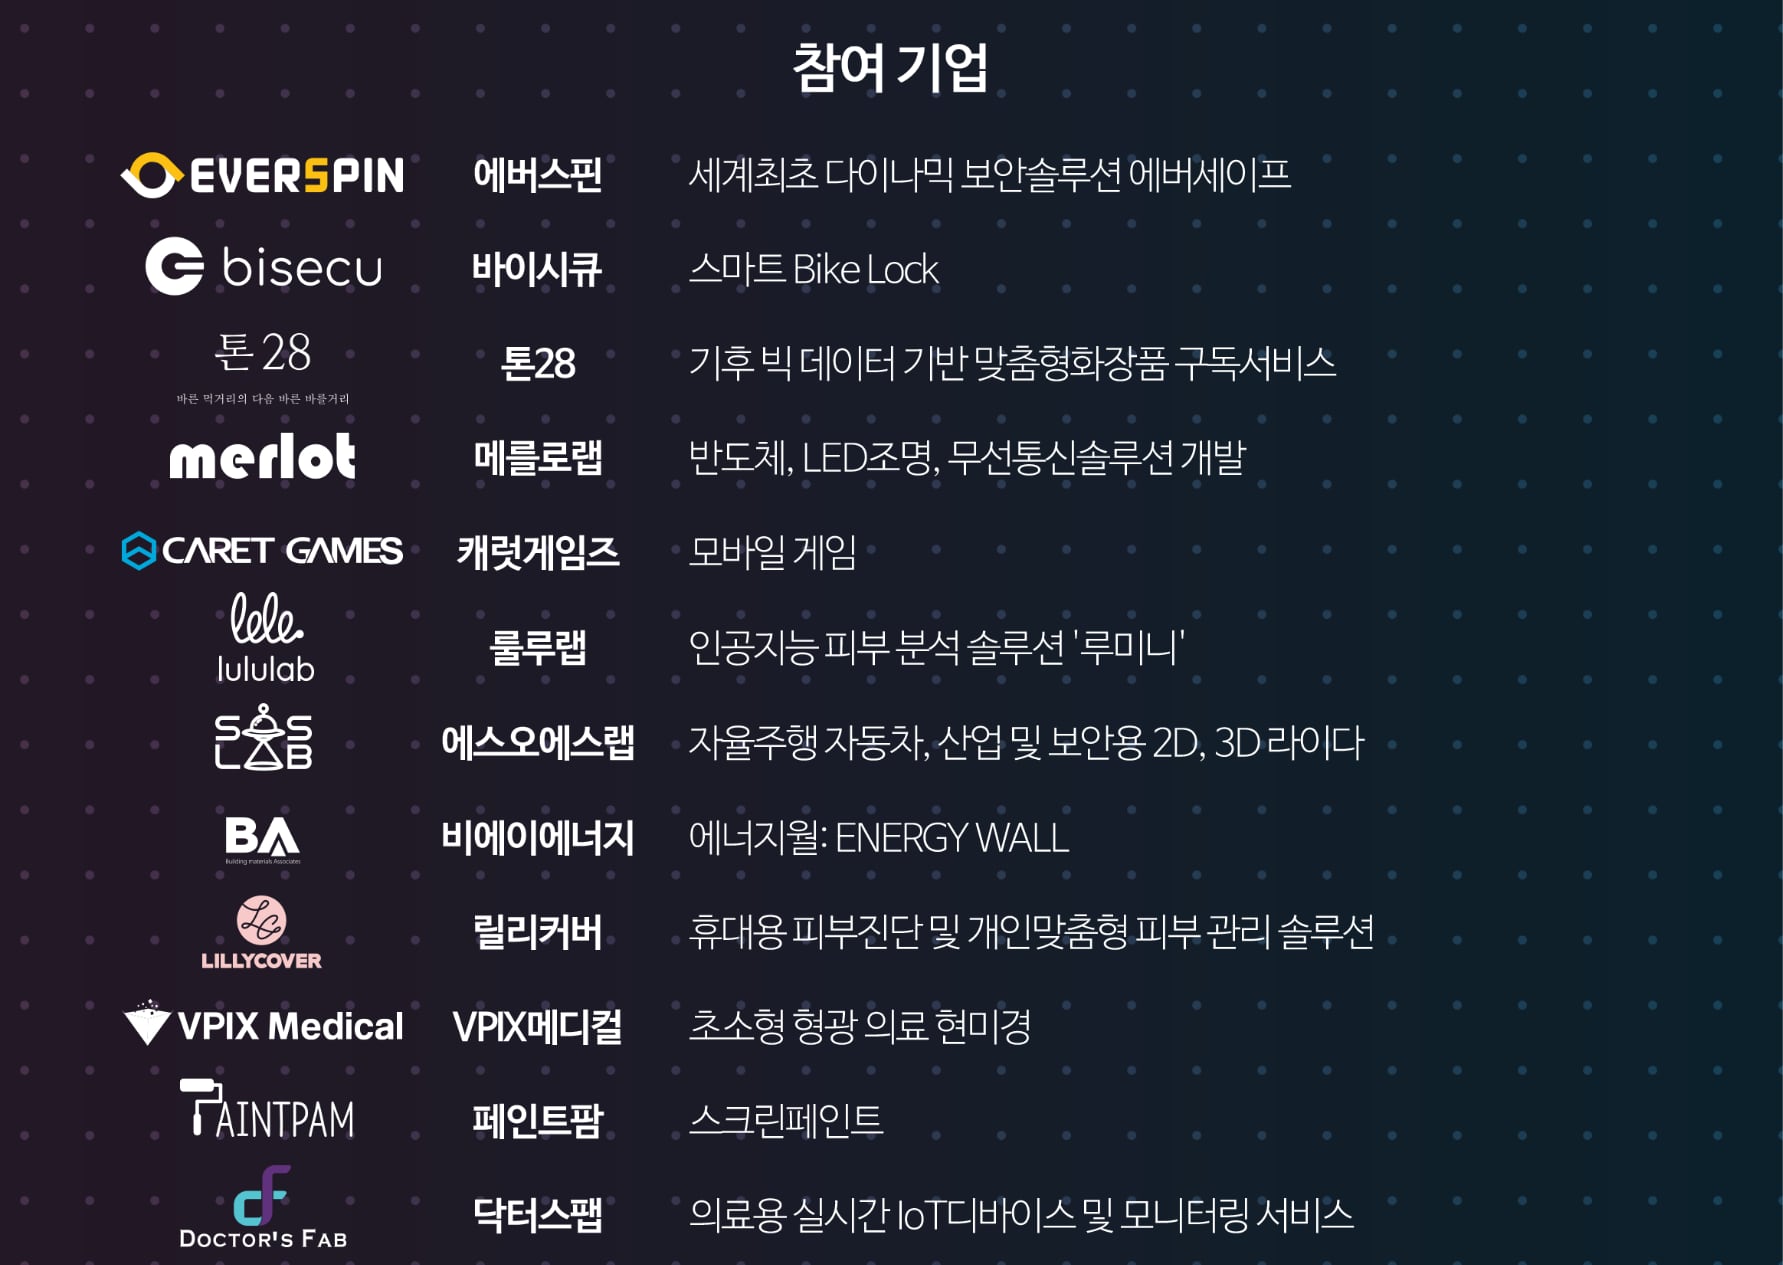 참여 기업
EVERSPIN 에버스핀 세계최초 다이나믹 보안솔루션 에버세이프
bisecu 바이시큐 스마트 Bike Lock
톤28 톤28 기후 빅 데이터 기반 맞춤형화장품 구독서비스
바른 먹거리의 다음 바른 바를거리
merlot 메를로랩 반도체, LED조명, 무선통신솔루션 개발
CARET GAMES 캐럿게임즈 모바일 게임
lele.
lululab 룰루랩 인공지능 피부 분석 솔루션 '루미니'
SOS LAB 에스오에스랩 자율주행 자동차, 산업 및 보안용 2D, 3D 라이다
BA 비에이에너지 에너지월: ENERGY WALL
Building materials Associates
LC
LILLYCOVER 릴리커버 휴대용 피부진단 및 개인맞춤형 피부 관리 솔루션
VPIX Medical VPIX메디컬 초소형 형광 의료 현미경
PAINTPAM 페인트팜 스크린페인트
DOCTOR'S FAB 닥터스팹 의료용 실시간 IoT디바이스 및 모니터링 서비스